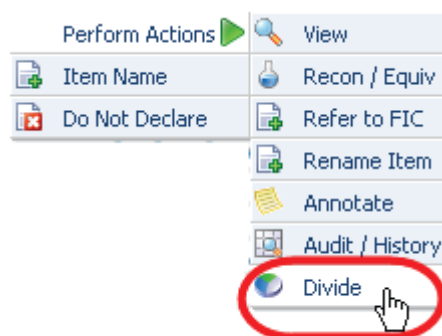 Perform Actions
Item Name
Do Not Declare
View
Recon / Equiv
Refer to FIC
Rename Item
Annotate
Audit / History
Divide